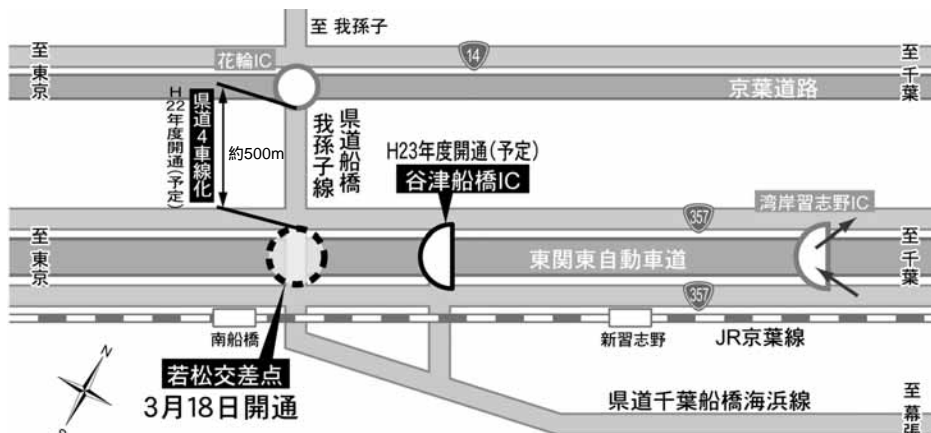 至 我孫子
花輪IC
14
至東京
至千葉
京葉道路
H22年度開通(予定)
県道4車線化
約500m
県道船橋
我孫子線
H23年度開通(予定)
谷津船橋IC
357
湾岸習志野IC
至東京
東関東自動車道
至千葉
357
南船橋
新習志野
JR京葉線
若松交差点
3月18日開通
県道千葉船橋海浜線
至幕張
N